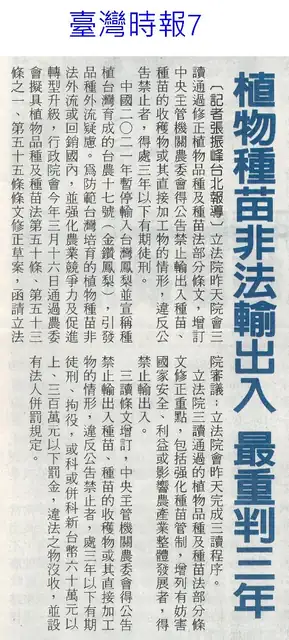 臺灣時報7
植物種苗非法輸出入 最重判三年
〔記者張振峰台北報導〕立法院昨天院會三
讀通過修正植物品種及種苗法部分條文,增訂
中央主管機關農委會得公告禁止輸出入種苗、
種苗的收穫物或其直接加工物的情形,違反公
告禁止者,得處三年以下有期徒刑。
中國二○二一年暫停輸入台灣鳳梨並宣稱種
植台灣育成的台農十七號(金鑽鳳梨),引發
品種外流疑慮。為防範台灣培育的植物種苗非
法外流或回銷國內,並強化農業競爭力及促進
轉型升級,行政院會今年三月十六日通過農委
會擬具植物品種及種苗法第五十條、第五十三
條之一、第五十五條條文修正草案,函請立法
院審議;立法院會昨天完成三讀程序。
立法院三讀通過的植物品種及種苗法部分條
文修正重點,包括強化種苗管制,增列有妨害
國家安全、利益或影響農產業整體發展者,得
禁止輸出入。
三讀條文增訂,中央主管機關農委會得公告
禁止輸出入種苗、種苗的收穫物或其直接加工
物的情形,違反公告禁止者,處三年以下有期
徒刑、拘役,或科或併科新台幣六十萬元以
上、三百萬元以下罰金,違法之物沒收,並設
有法人併罰規定。